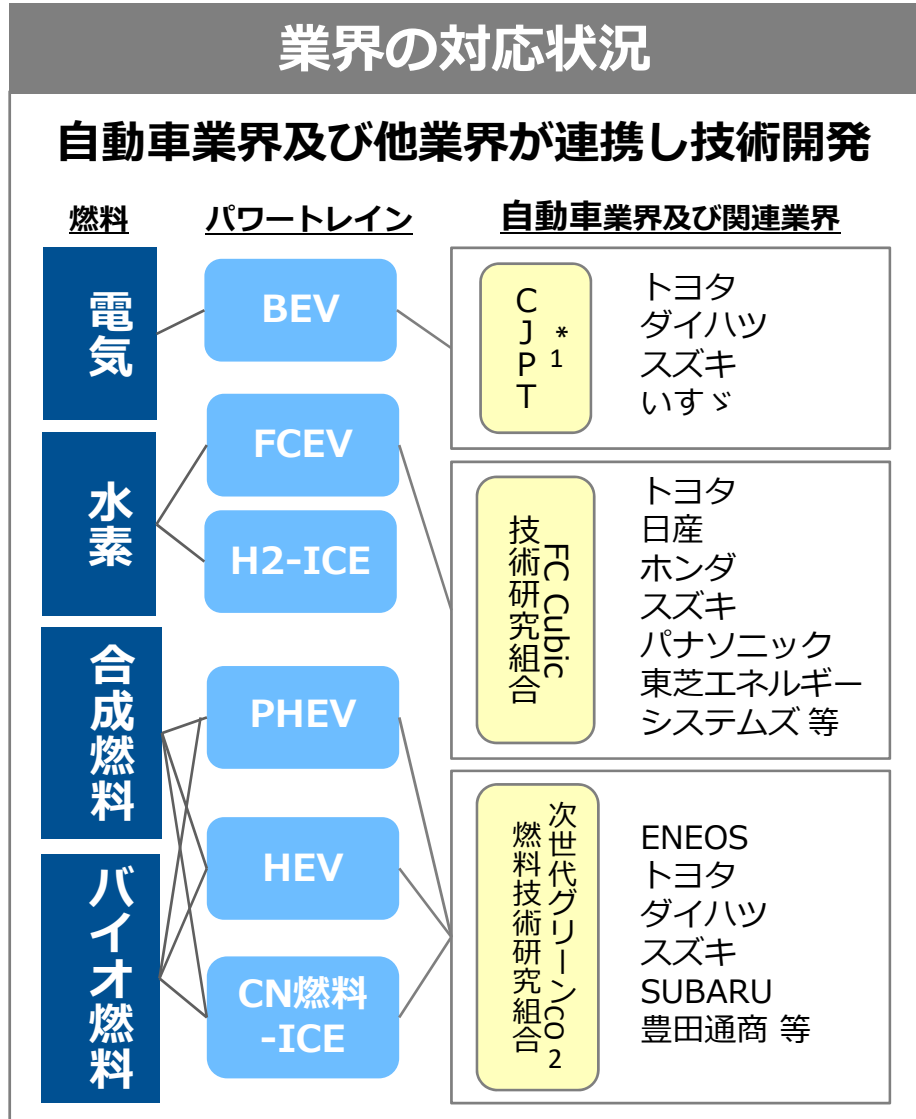 業界の対応状況
自動車業界及び他業界が連携し技術開発
燃料
パワートレイン
自動車業界及び関連業界
電気
水素
合成燃料
バイオ燃料
BEV
FCEV
H2-ICE
PHEV
HEV
CN燃料
-ICE
CJPT
*1
トヨタ
ダイハツ
スズキ
いすゞ
FC Cubic
技術研究組合
トヨタ
日産
ホンダ
スズキ
パナソニック
東芝エネルギー
システムズ 等
次世代グリーンCO2
燃料技術研究組合
ENEOS
トヨタ
ダイハツ
スズキ
SUBARU
豊田通商 等